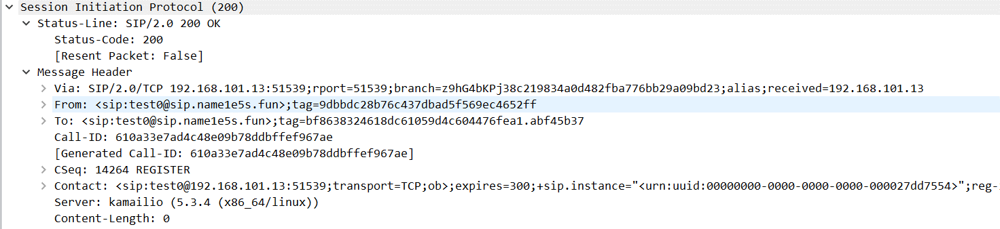 Session Initiation Protocol (200)
Status-Line: SIP/2.0 200 OK
Status-Code: 200
[Resent Packet: False]
Message Header
Via: SIP/2.0/TCP 192.168.101.13:51539;rport=51539;branch=z9hG4bKPj38c219834a0d482fba776bb29a09bd23;alias;received=192.168.101.13
From: <sip:test0@sip.name1e5s.fun>;tag=9dbbdc28b76c437dbad5f569ec4652ff
To: <sip:test0@sip.name1e5s.fun>;tag=bf8638324618dc61059d4c604476fea1.abf45b37
Call-ID: 610a33e7ad4c48e09b78ddbffef967ae
[Generated Call-ID: 610a33e7ad4c48e09b78ddbffef967ae]
CSeq: 14264 REGISTER
Contact: <sip:test0@192.168.101.13:51539;transport=TCP;ob>;expires=300;+sip.instance="<urn:uuid:00000000-0000-0000-0000-000027dd7554>";reg-
Server: kamailio (5.3.4 (x86_64/linux))
Content-Length: 0